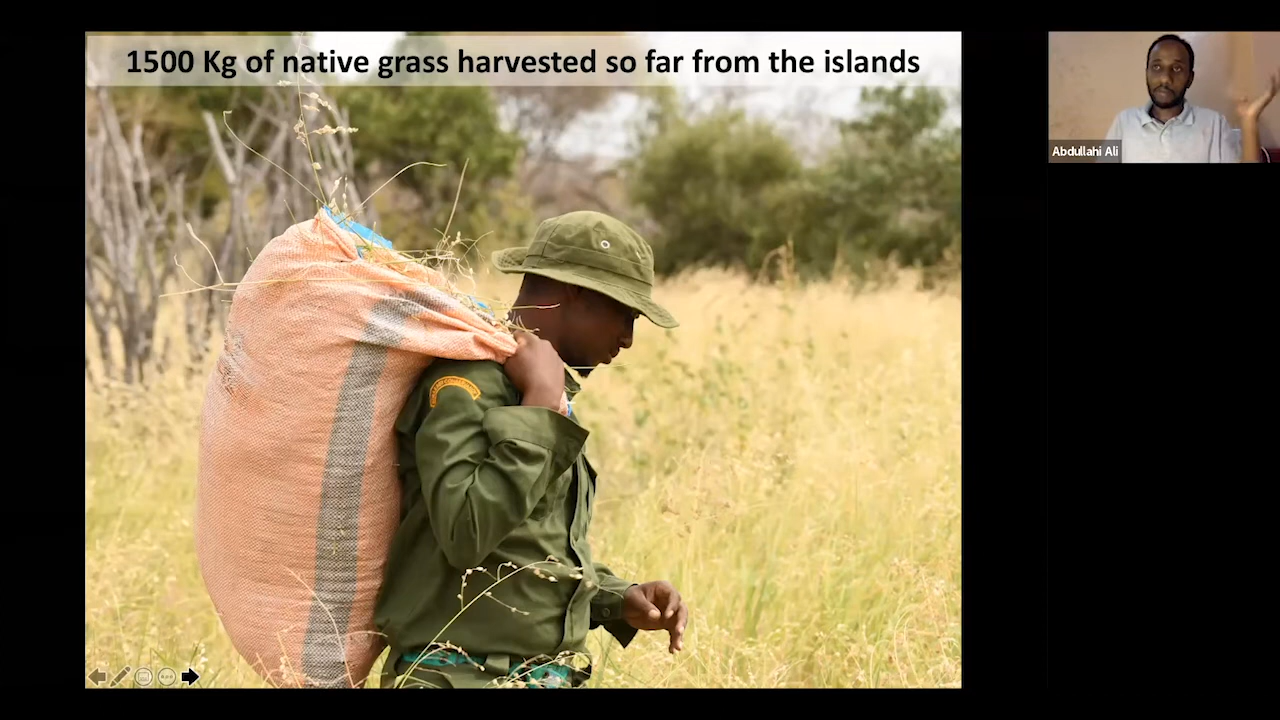 1500 Kg of native grass harvested so far from the islands
Abdullahi Ali